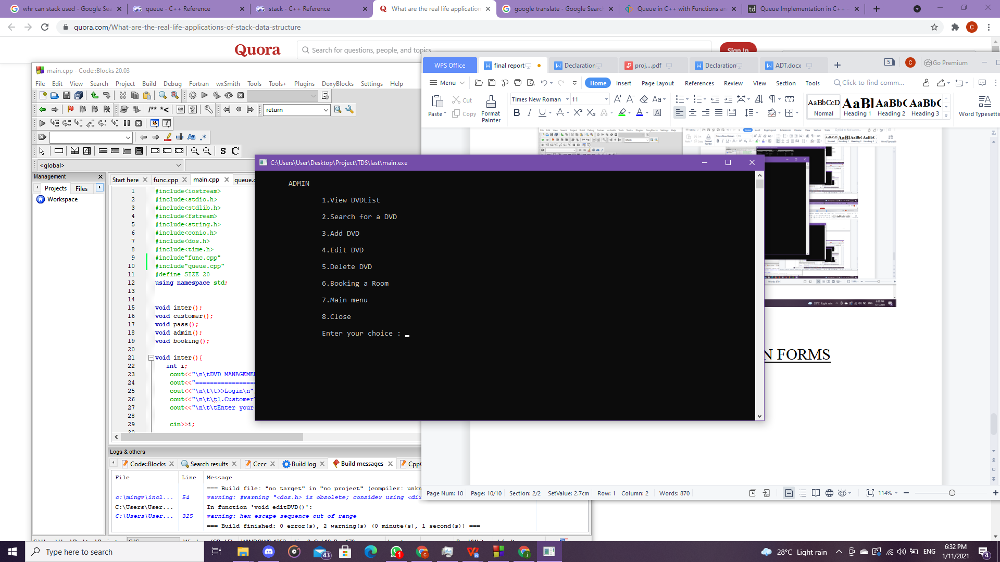 whr can stack used - Google Sea
queue - C++ Reference
stack - C++ Reference
What are the real life application
google translate - Google Search
Queue in C++ with Functions an
Queue Implementation in C++ -
quora.com/What-are-the-real-life-applications-of-stack-data-structure
Quora
Search for questions, people, and topics
Sign In
main.cpp - Code::Blocks 20.03
File Edit View Search Project Build Debug Fortran wxSmith Tools Tools+ Plugins DoxyBlocks Settings Help
return
<global>
Management
Projects Files
Workspace
Start here func.cpp main.cpp queue.c
1 #include<iostream>
2 #include<stdio.h>
3 #include<stdlib.h>
4 #include<fstream>
5 #include<string.h>
6 #include<conio.h>
7 #include<dos.h>
8 #include<time.h>
9 #include"func.cpp"
10 #include"queue.cpp"
11 #define SIZE 20
12 using namespace std;
13
14
15 void inter();
16 void customer();
17 void pass();
18 void admin();
19 void booking();
20
21 void inter(){
22 int i;
23 cout<<"\n\tDVD MANAGEMEN
24 cout<<"==================
25 cout<<"\n\t\t>>Login\n"
26 cout<<"\n\t\t1.Customer\
27 cout<<"\n\t\tEnter your
28
29 cin>>i;
30
Logs & others
Code::Blocks Search results Cccc Build log Build messages CppC
File Line Message
=== Build file: "no target" in "no project" (compiler: unkn
c:\mingw\incl... 54 warning: #warning "<dos.h> is obsolete; consider using <dir
C:\Users\User... In function 'void editDVD()':
C:\Users\User... 325 warning: hex escape sequence out of range
=== Build finished: 0 error(s), 2 warning(s) (0 minute(s), 1 second(s)) ===
WPS Office final report Declaration proj....pdf Declaration ADT.docx
5 C Go Premium
Menu Home Insert Page Layout References Review View Section Tools Click to find comm...
Paste Cut Copy Format Painter
Times New Roman 11
AaBbCcD AaBl AaBbC AaBbC
Normal Heading 1 Heading 2 Heading 3
Word Typesetti
C:\Users\User\Desktop\Project\TDS\last\main.exe
ADMIN
1.View DVDList
2.Search for a DVD
3.Add DVD
4.Edit DVD
5.Delete DVD
6.Booking a Room
7.Main menu
8.Close
Enter your choice :
N FORMS
Page Num: 10 Page: 10/10 Section: 2/2 SetValue: 2.7cm Row: 1 Column: 2 Words: 870
114%
Type here to search
43
1
28°C Light rain
ENG
6:32 PM
1/11/2021
4